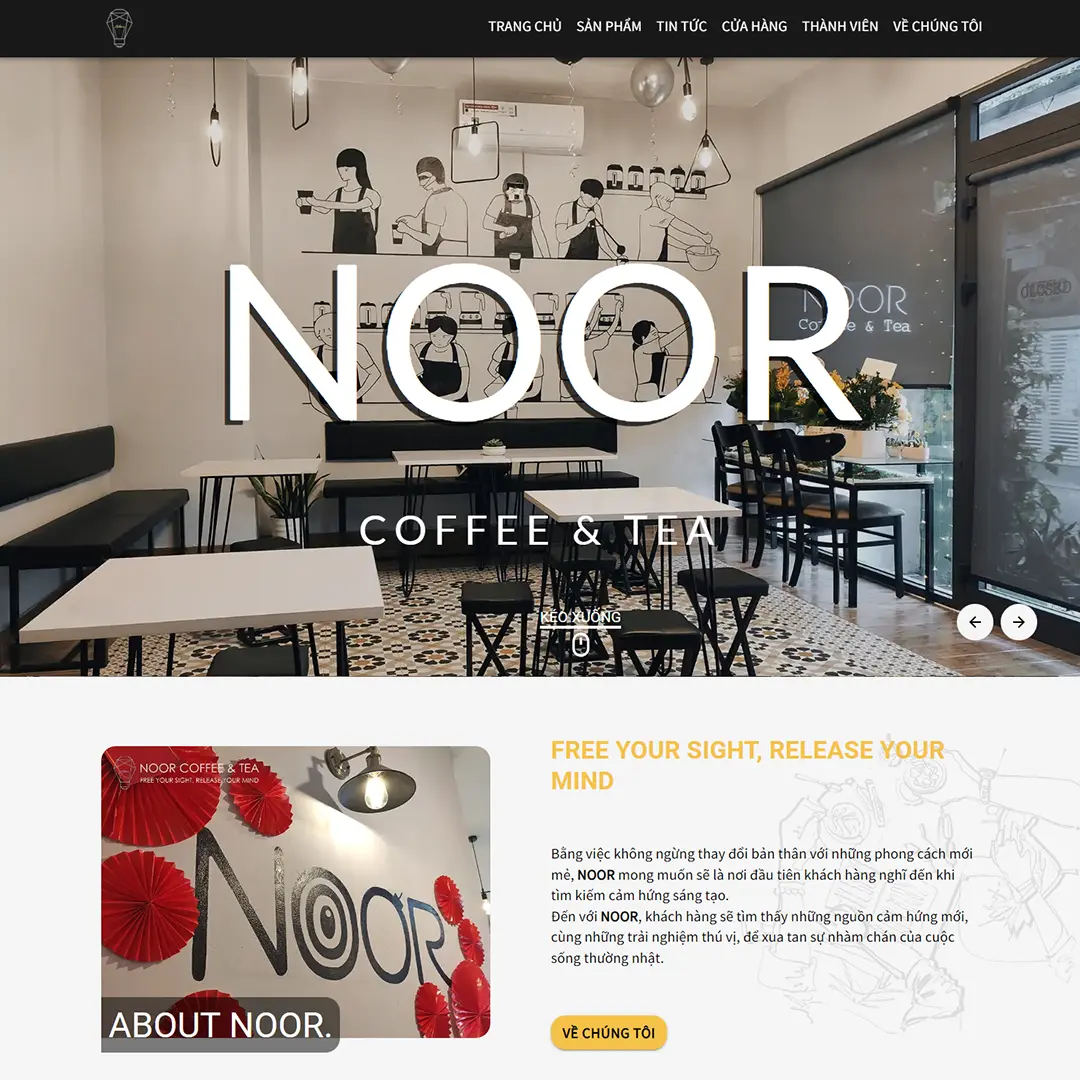 TRANG CHỦ SẢN PHẨM TIN TỨC CỬA HÀNG THÀNH VIÊN VỀ CHÚNG TÔI
NOOR
NOOR
Coffee & Tea
COFFEE & TEA
KÉO XUỐNG
NOOR COFFEE & TEA
FREE YOUR SIGHT, RELEASE YOUR MIND
NOOR
ABOUT NOOR.
FREE YOUR SIGHT, RELEASE YOUR
MIND
Bằng việc không ngừng thay đổi bản thân với những phong cách mới
mẻ, NOOR mong muốn sẽ là nơi đầu tiên khách hàng nghĩ đến khi
tìm kiếm cảm hứng sáng tạo.
Đến với NOOR, khách hàng sẽ tìm thấy những nguồn cảm hứng mới,
cùng những trải nghiệm thú vị, để xua tan sự nhàm chán của cuộc
sống thường nhật.
VỀ CHÚNG TÔI